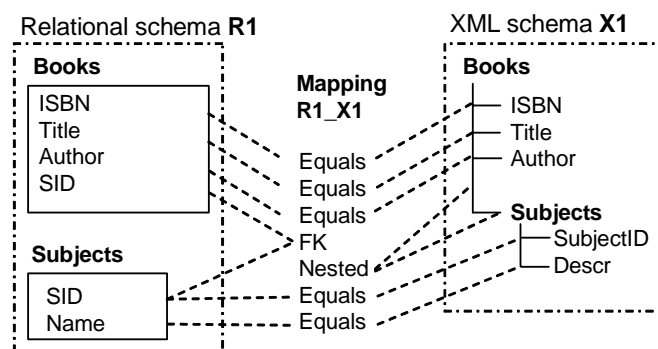 Relational schema R1
Books
ISBN
Title
Author
SID
Subjects
SID
Name
Mapping
R1_X1
Equals
Equals
Equals
FK
Nested
Equals
Equals
XML schema X1
Books
ISBN
Title
Author
Subjects
SubjectID
Descr